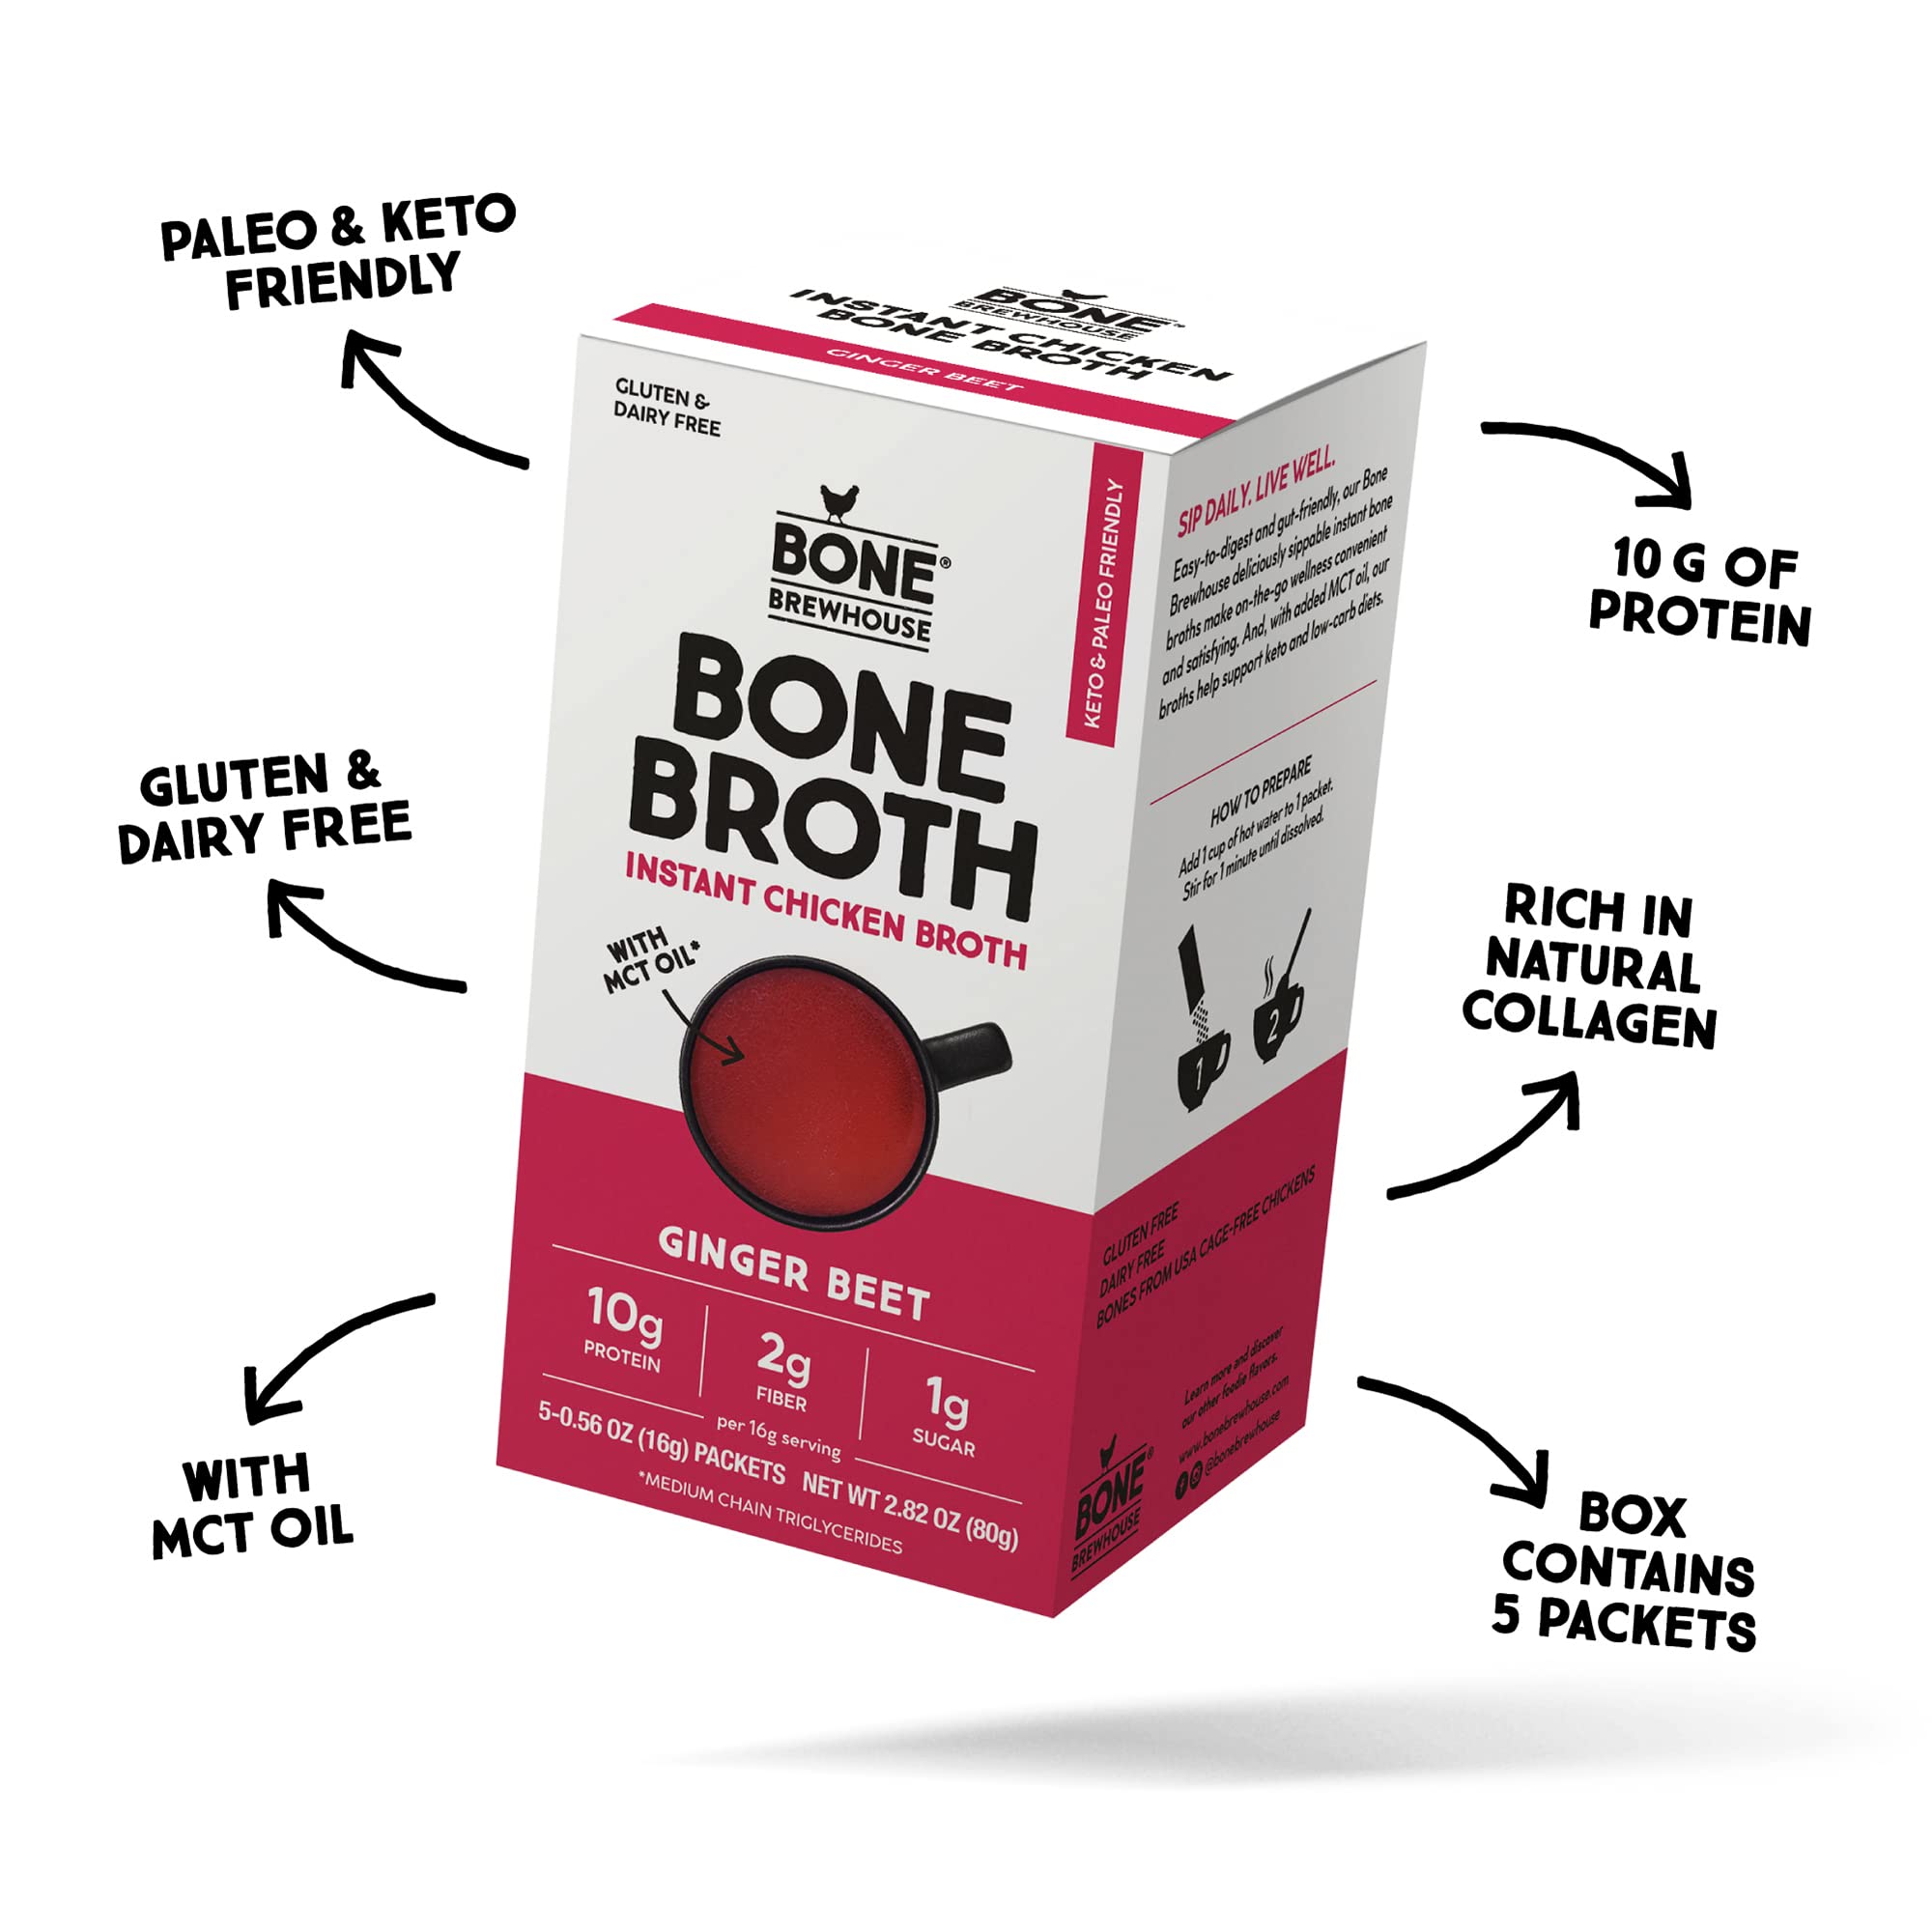 PALEO & KETO
FRIENDLY
GLUTEN &
DAIRY FREE
WITH
MCT OIL
BONE
BREWHOUSE®
INSTANT CHICKEN
BONE BROTH
GINGER BEET
GLUTEN &
DAIRY FREE
KETO & PALEO FRIENDLY
BONE®
BREWHOUSE
BONE
BROTH
INSTANT CHICKEN BROTH
WITH
MCT OIL*
GINGER BEET
10g
PROTEIN
2g
FIBER
1g
SUGAR
per 16g serving
5-0.56 OZ (16g) PACKETS NET WT 2.82 OZ (80g)
*MEDIUM CHAIN TRIGLYCERIDES
SIP DAILY. LIVE WELL.
Easy-to-digest and gut-friendly, our Bone
Brewhouse deliciously sippable instant bone
broths make on-the-go wellness convenient
and satisfying. And, with added MCT oil, our
broths help support keto and low-carb diets.
HOW TO PREPARE
Add 1 cup of hot water to 1 packet.
Stir for 1 minute until dissolved.
1
2
GLUTEN FREE
DAIRY FREE
BONES FROM USA CAGE-FREE CHICKENS
Learn more and discover
our other foodie flavors.
www.bonebrewhouse.com
@bonebrewhouse
BONE®
BREWHOUSE
10 G OF
PROTEIN
RICH IN
NATURAL
COLLAGEN
BOX
CONTAINS
5 PACKETS